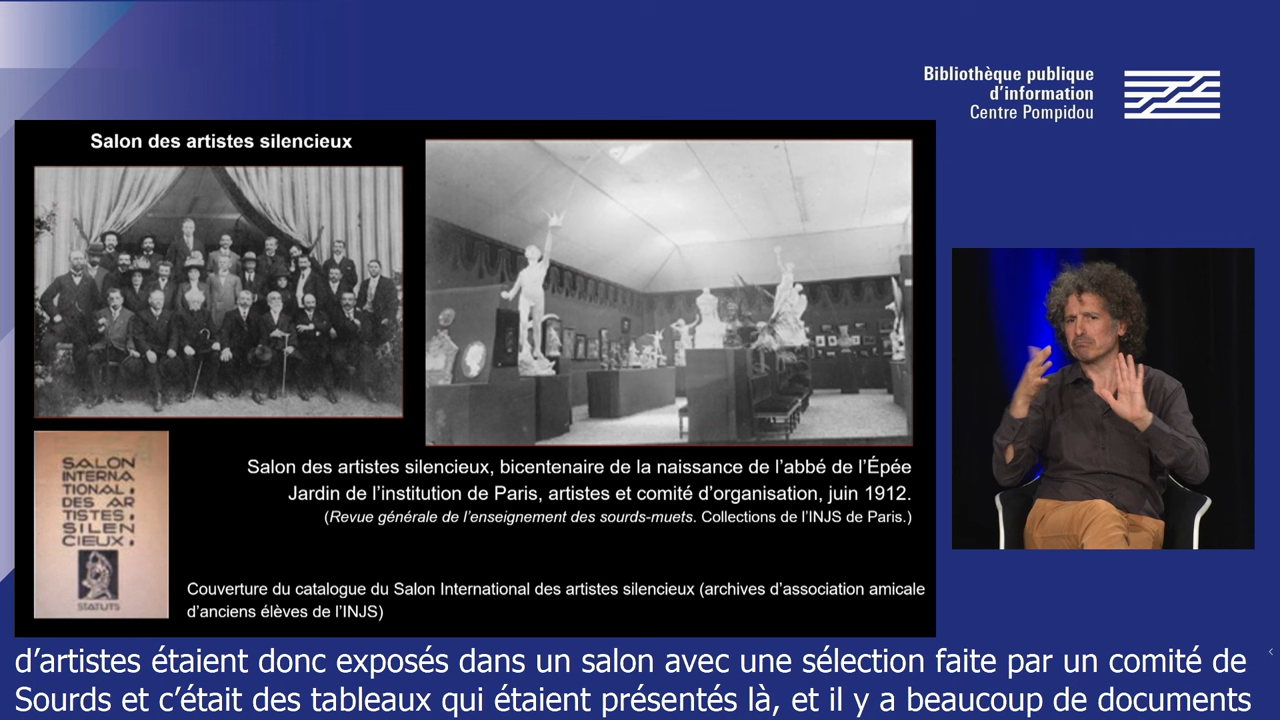 Bibliothèque publique
d'information
Centre Pompidou
Salon des artistes silencieux
SALON
INTERNA
TIONAL.
DES AR
TISTES.
SILEN
CIEUX.
STATUTS
Salon des artistes silencieux, bicentenaire de la naissance de l'abbé de l'Épée
Jardin de l'institution de Paris, artistes et comité d'organisation, juin 1912.
(Revue générale de l'enseignement des sourds-muets. Collections de l'INJS de Paris.)
Couverture du catalogue du Salon International des artistes silencieux (archives d'association amicale
d'anciens élèves de l'INJS)
d'artistes étaient donc exposés dans un salon avec une sélection faite par un comité de
Sourds et c'était des tableaux qui étaient présentés là, et il y a beaucoup de documents